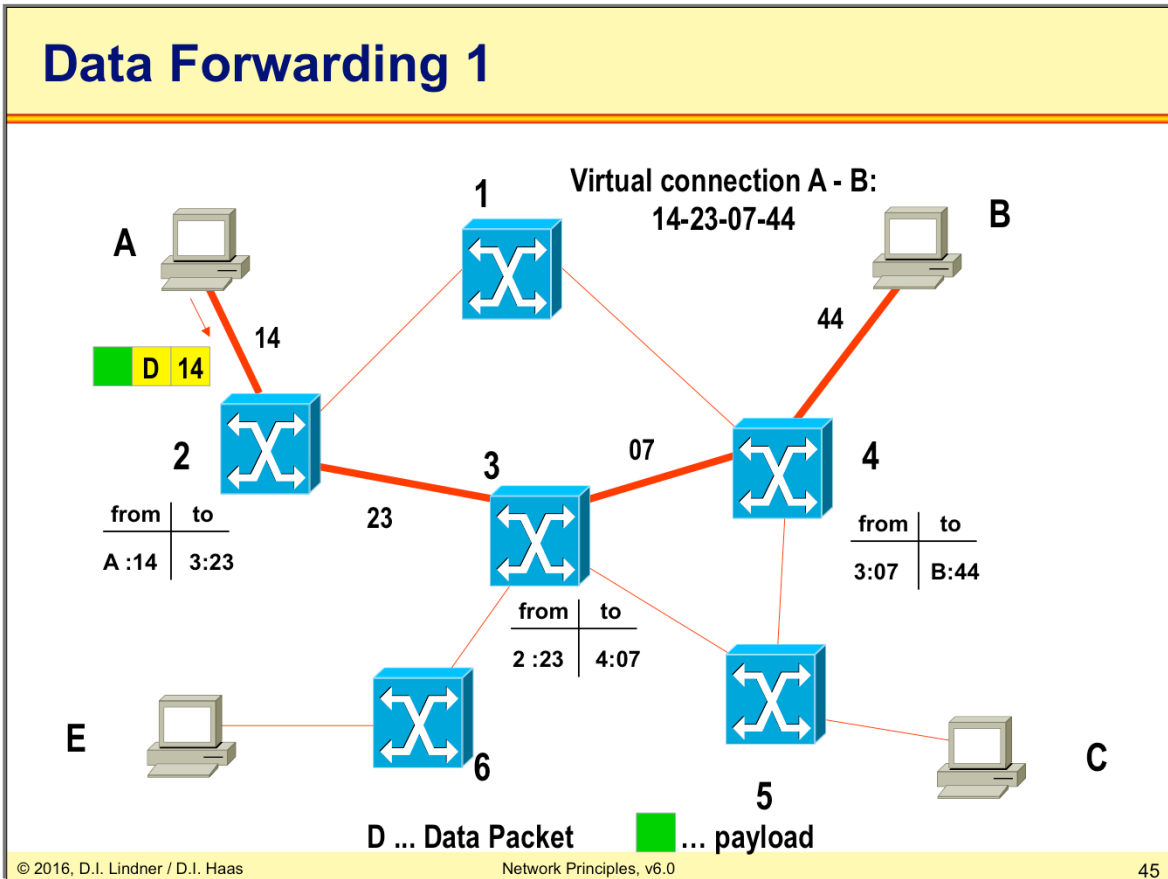 Data Forwarding 1
Virtual connection A - B:
14-23-07-44
1
A
B
14
44
D 14
2
3
07
4
23
from to
A :14 3:23
from to
3:07 B:44
from to
2 :23 4:07
E
6
C
5
D ... Data Packet ... payload
© 2016, D.I. Lindner / D.I. Haas Network Principles, v6.0 45